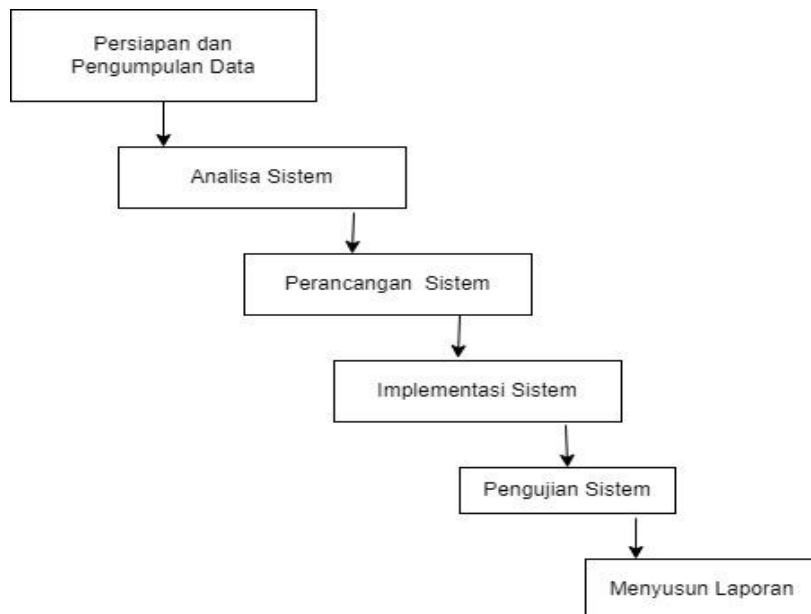 Persiapan dan
Pengumpulan Data
Analisa Sistem
Perancangan Sistem
Implementasi Sistem
Pengujian Sistem
Menyusun Laporan